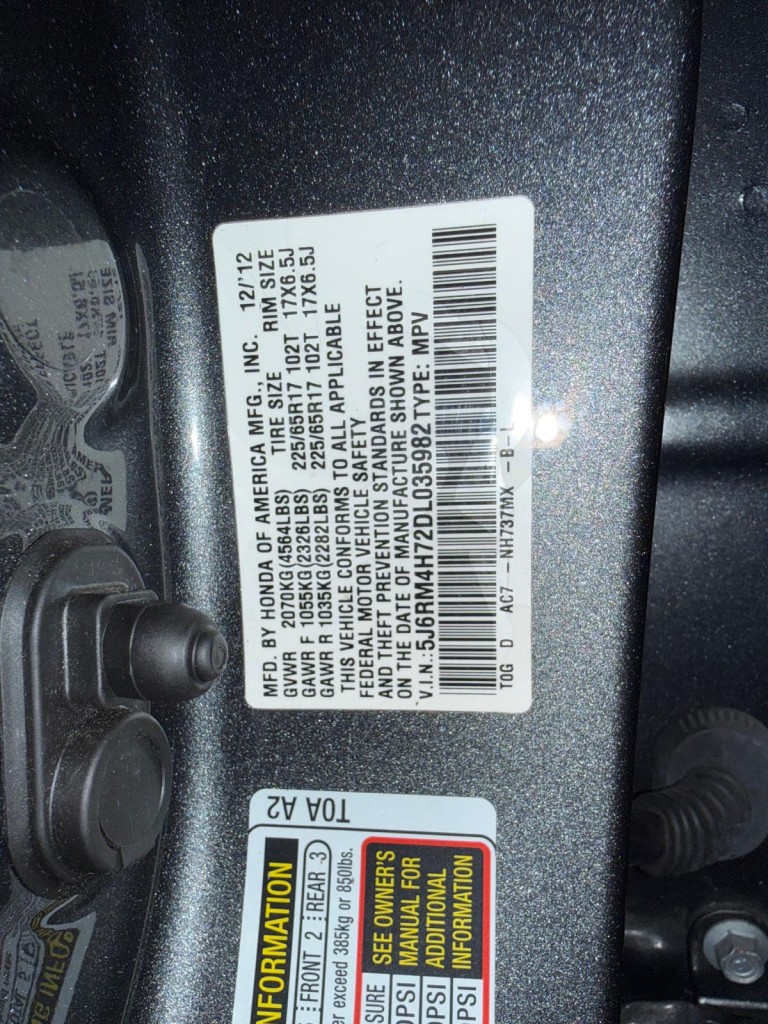 MFD. BY HONDA OF AMERICA MFG., INC. 12/'12
GVWR 2070KG(4564LBS) TIRE SIZE RIM SIZE
GAWR F 1055KG(2326LBS) 225/65R17 102T 17X6.5J
GAWR R 1035KG(2282LBS) 225/65R17 102T 17X6.5J
THIS VEHICLE CONFORMS TO ALL APPLICABLE
FEDERAL MOTOR VEHICLE SAFETY
AND THEFT PREVENTION STANDARDS IN EFFECT
ON THE DATE OF MANUFACTURE SHOWN ABOVE.
V.I.N.: 5J6RM4H72DL035982 TYPE: MPV
T0G D AC7 -NH737MX -B-L
T0A A2
INFORMATION
FRONT 2 REAR 3
exceed 385kg or 850lbs.
SEE OWNER'S
MANUAL FOR
ADDITIONAL
INFORMATION
PSI
PSI
PSI